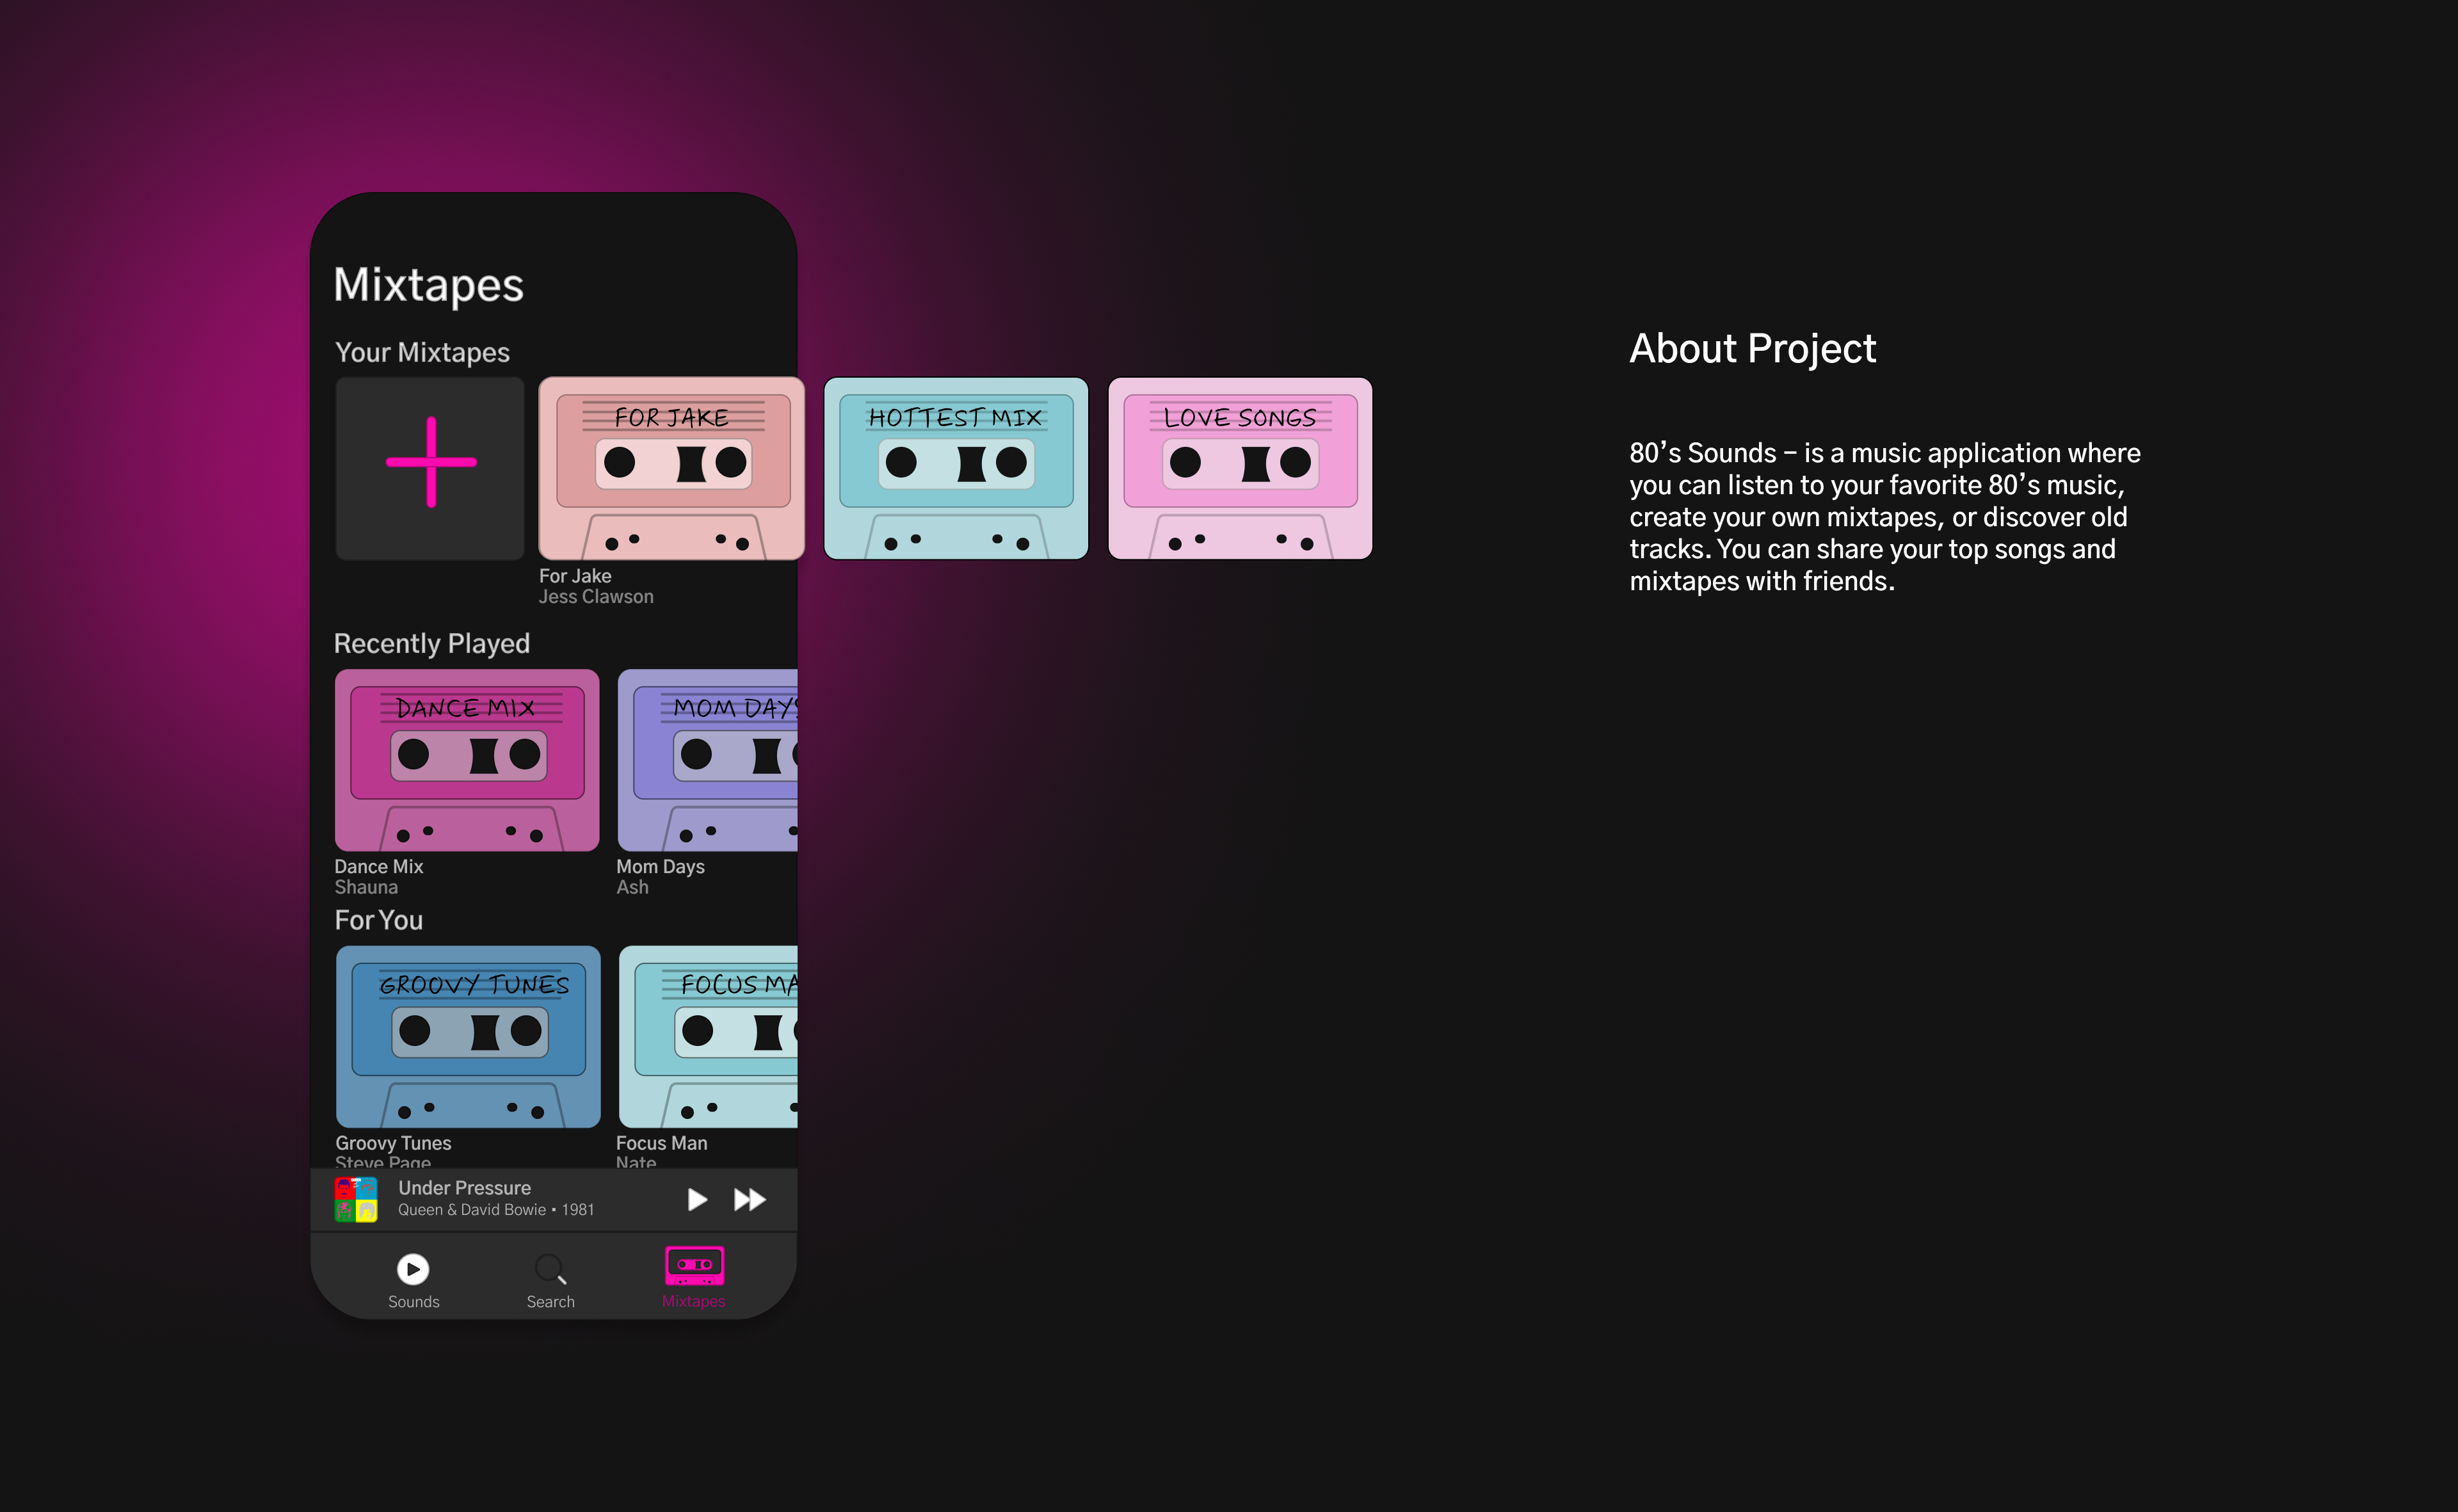 Mixtapes
Your Mixtapes
FOR JAKE
HOTTEST MIX
LOVE SONGS
For Jake
Jess Clawson
Recently Played
DANCE MIX
MOM DAYS
Dance Mix
Mom Days
Shauna
Ash
For You
GROOVY TUNES
FOCUS MA
Groovy Tunes
Focus Man
Steve Page
Nate
Under Pressure
Queen & David Bowie • 1981
Sounds
Search
Mixtapes
About Project
80’s Sounds – is a music application where
you can listen to your favorite 80’s music,
create your own mixtapes, or discover old
tracks. You can share your top songs and
mixtapes with friends.